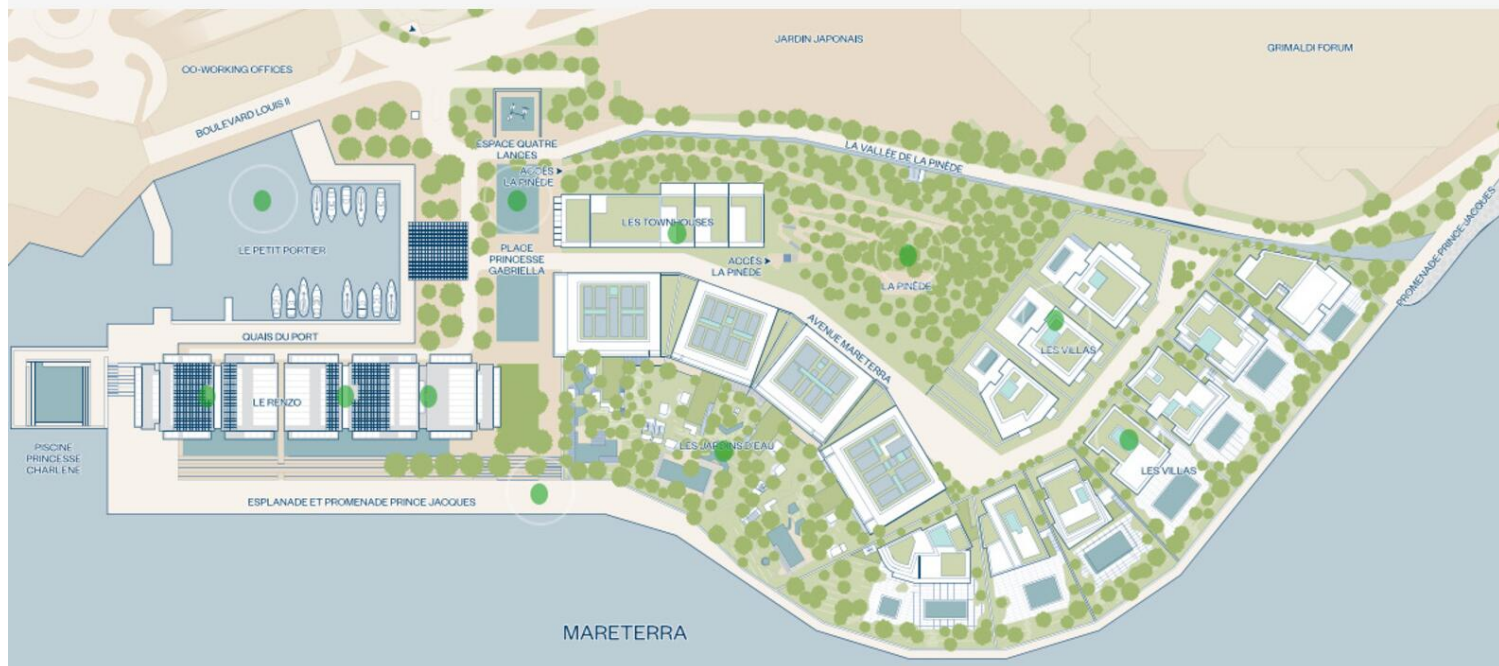 JARDIN JAPONAIS
GRIMALDI FORUM
CO-WORKING OFFICES
BOULEVARD LOUIS II
ESPACE QUATRE
LANCES
ACCÈS
LA PINÈDE
LA VALLÉE DE LA PINÈDE
PROMENADE PRINCE JACQUES
LES TOWNHOUSES
LE PETIT PORTIER
PLACE
PRINCESSE
GABRIELLA
ACCÈS
LA PINÈDE
LA PINÈDE
QUAIS DU PORT
AVENUE MARETERRA
LES VILLAS
LE RENZO
PISCINE
PRINCESSE
CHARLENE
LES JARDINS D'EAU
LES VILLAS
ESPLANADE ET PROMENADE PRINCE JACQUES
MARETERRA